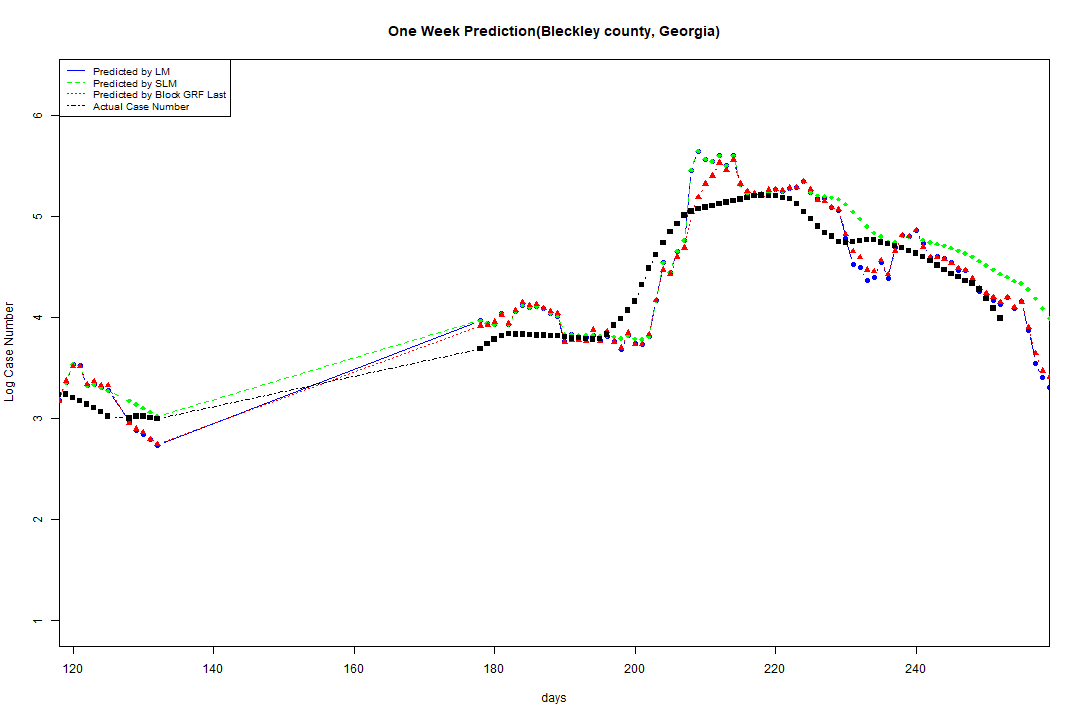 One Week Prediction(Bleckley county, Georgia)
Predicted by LM
Predicted by SLM
Predicted by Block GRF Last
Actual Case Number
6
5
4
3
2
1
Log Case Number
120 140 160 180 200 220 240
days